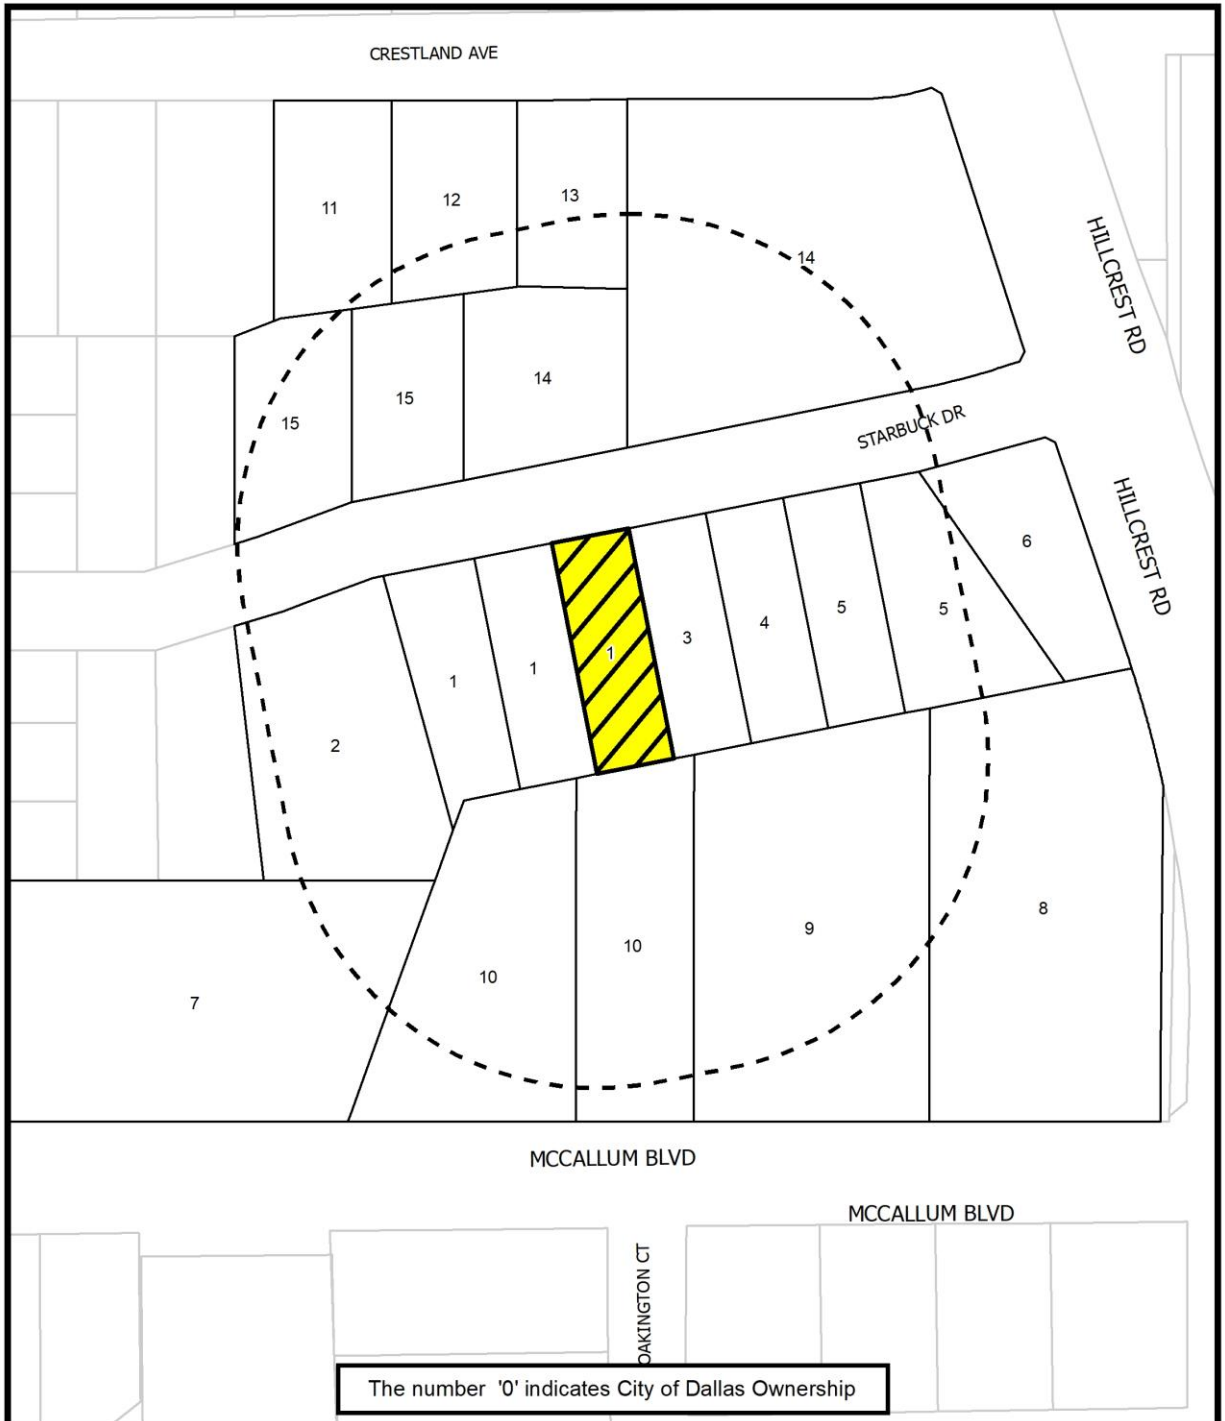 CRESTLAND AVE
11
12
13
14
HILLCREST RD
15
15
14
STARBUCK DR
HILLCREST RD
6
5
5
4
3
1
1
1
2
8
9
10
10
7
MCCALLUM BLVD
MCCALLUM BLVD
OAKINGTON CT
The number '0' indicates City of Dallas Ownership